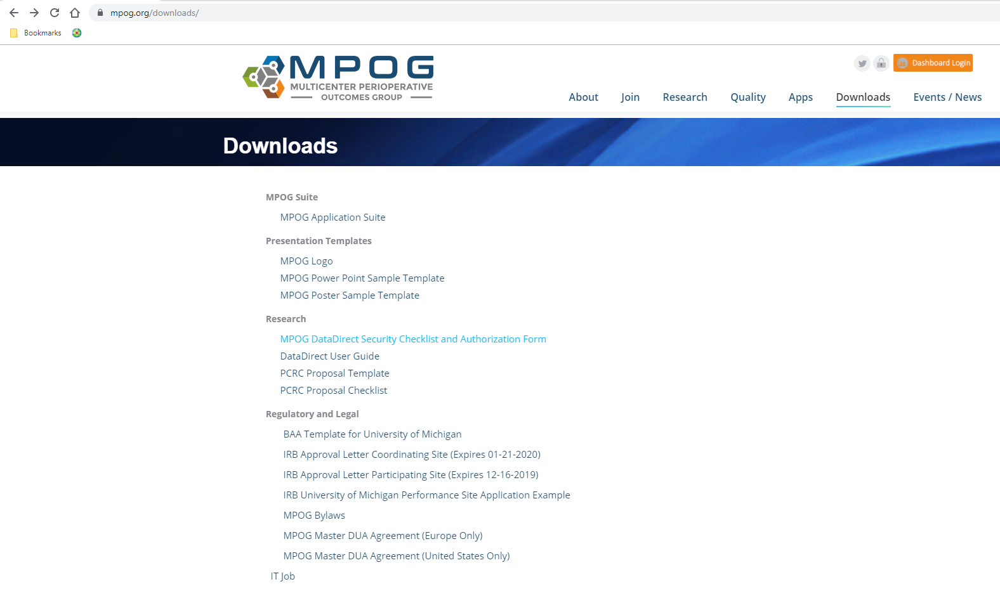 mpog.org/downloads/
Bookmarks
MPOG
MULTICENTER PERIOPERATIVE
OUTCOMES GROUP
Dashboard Login
About Join Research Quality Apps Downloads Events / News
Downloads
MPOG Suite
MPOG Application Suite
Presentation Templates
MPOG Logo
MPOG Power Point Sample Template
MPOG Poster Sample Template
Research
MPOG DataDirect Security Checklist and Authorization Form
DataDirect User Guide
PCRC Proposal Template
PCRC Proposal Checklist
Regulatory and Legal
BAA Template for University of Michigan
IRB Approval Letter Coordinating Site (Expires 01-21-2020)
IRB Approval Letter Participating Site (Expires 12-16-2019)
IRB University of Michigan Performance Site Application Example
MPOG Bylaws
MPOG Master DUA Agreement (Europe Only)
MPOG Master DUA Agreement (United States Only)
IT Job